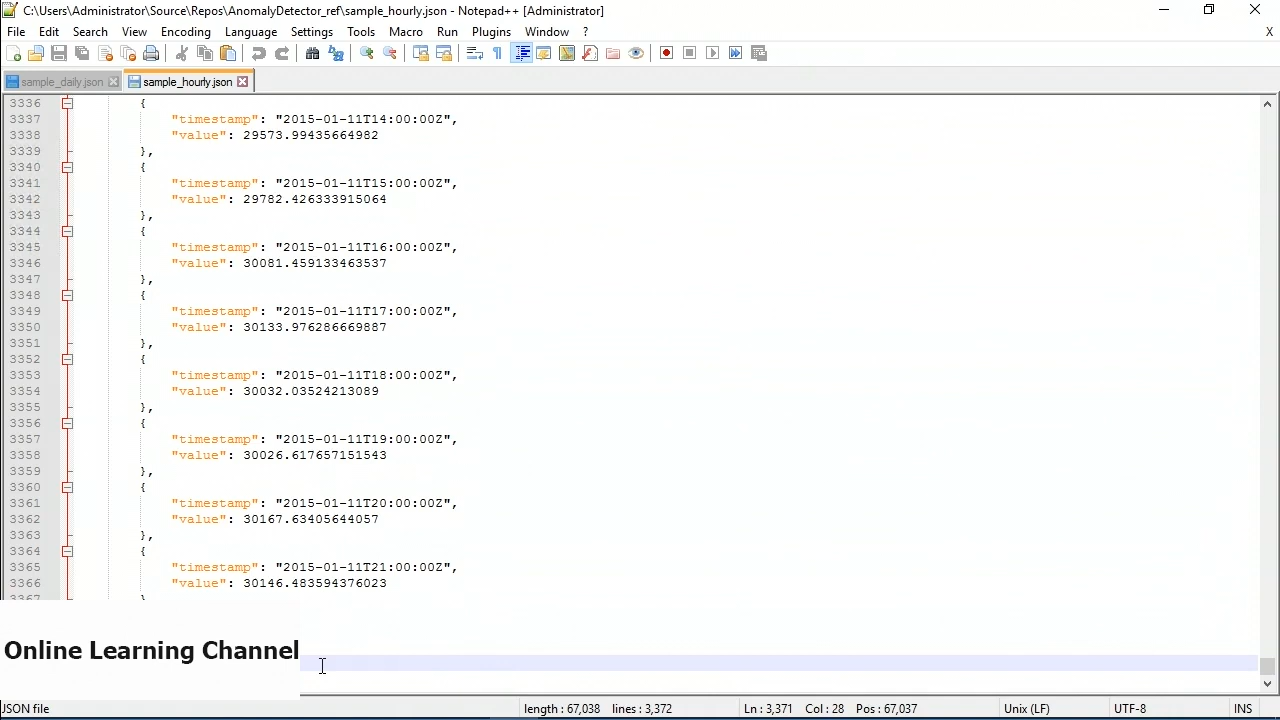 C:\Users\Administrator\Source\Repos\AnomalyDetector_ref\sample_hourly.json - Notepad++ [Administrator]
File Edit Search View Encoding Language Settings Tools Macro Run Plugins Window ? X
sample_daily.json sample_hourly.json
3336 {
3337 "timestamp": "2015-01-11T14:00:00Z",
3338 "value": 29573.99435664982
3339 },
3340 {
3341 "timestamp": "2015-01-11T15:00:00Z",
3342 "value": 29782.426333915064
3343 },
3344 {
3345 "timestamp": "2015-01-11T16:00:00Z",
3346 "value": 30081.459133463537
3347 },
3348 {
3349 "timestamp": "2015-01-11T17:00:00Z",
3350 "value": 30133.976286669887
3351 },
3352 {
3353 "timestamp": "2015-01-11T18:00:00Z",
3354 "value": 30032.03524213089
3355 },
3356 {
3357 "timestamp": "2015-01-11T19:00:00Z",
3358 "value": 30026.617657151543
3359 },
3360 {
3361 "timestamp": "2015-01-11T20:00:00Z",
3362 "value": 30167.63405644057
3363 },
3364 {
3365 "timestamp": "2015-01-11T21:00:00Z",
3366 "value": 30146.483594376023
3367
Online Learning Channel
JSON file length : 67,038 lines : 3,372 Ln : 3,371 Col : 28 Pos : 67,037 Unix (LF) UTF-8 INS